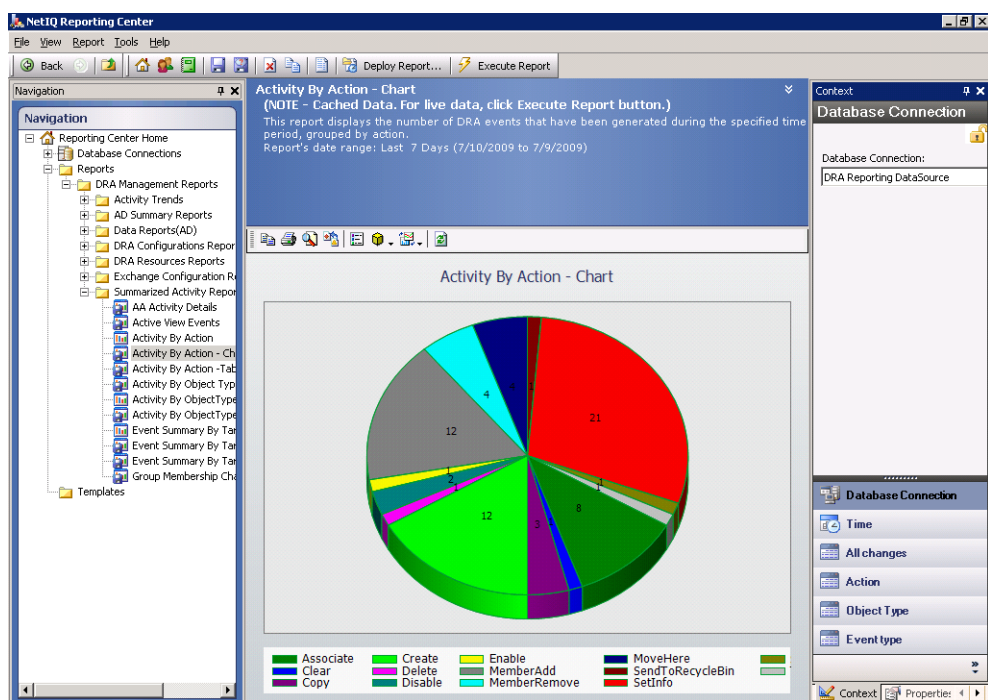 NetIQ Reporting Center
File View Report Tools Help
Back Deploy Report... Execute Report
Navigation
Navigation
Reporting Center Home
Database Connections
Reports
DRA Management Reports
Activity Trends
AD Summary Reports
Data Reports(AD)
DRA Configurations Repor
DRA Resources Reports
Exchange Configuration R
Summarized Activity Repor
AA Activity Details
Active View Events
Activity By Action
Activity By Action - Ch
Activity By Action -Tab
Activity By Object Typ
Activity By ObjectType
Activity By ObjectType
Event Summary By Tar
Event Summary By Tar
Event Summary By Tar
Group Membership Cha
Templates
Activity By Action - Chart
(NOTE - Cached Data. For live data, click Execute Report button.)
This report displays the number of DRA events that have been generated during the specified time
period, grouped by action.
Report's date range: Last 7 Days (7/10/2009 to 7/9/2009)
Activity By Action - Chart
4
1
4
21
12
1
1
2
1
1
8
12
3
Associate Create Enable MoveHere
Clear Delete MemberAdd SendToRecycleBin
Copy Disable MemberRemove SetInfo
Context
Database Connection
Database Connection:
DRA Reporting DataSource
Database Connection
Time
All changes
Action
Object Type
Event type
Context Properties